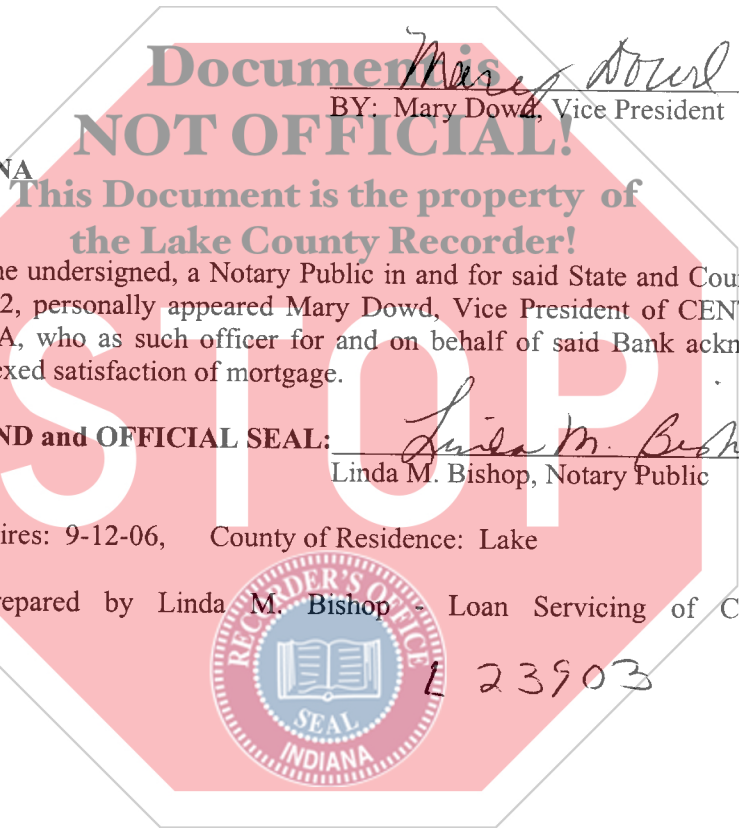 Mary Dowd
BY: Mary Dowd, Vice President
Document is
NOT OFFICIAL!
NA
This Document is the property of
the Lake County Recorder!
ne undersigned, a Notary Public in and for said State and Cou
2, personally appeared Mary Dowd, Vice President of CEN
A, who as such officer for and on behalf of said Bank ackn
exed satisfaction of mortgage.
STOP
ND and OFFICIAL SEAL: Linda M. Bish
Linda M. Bishop, Notary Public
ires: 9-12-06, County of Residence: Lake
repared by Linda M. Bishop - Loan Servicing of C
RECORDER'S OFFICE
SEAL
INDIANA
L 23903